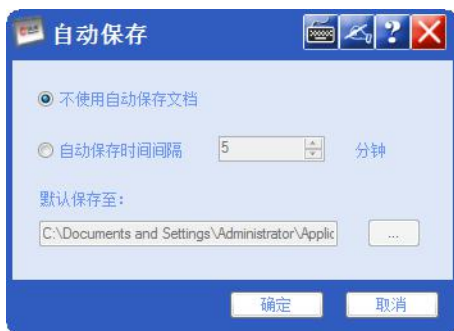 自动保存
?
不使用自动保存文档
自动保存时间间隔 5 分钟
默认保存至：
C:\Documents and Settings\Administrator\Applic ...
确定 取消